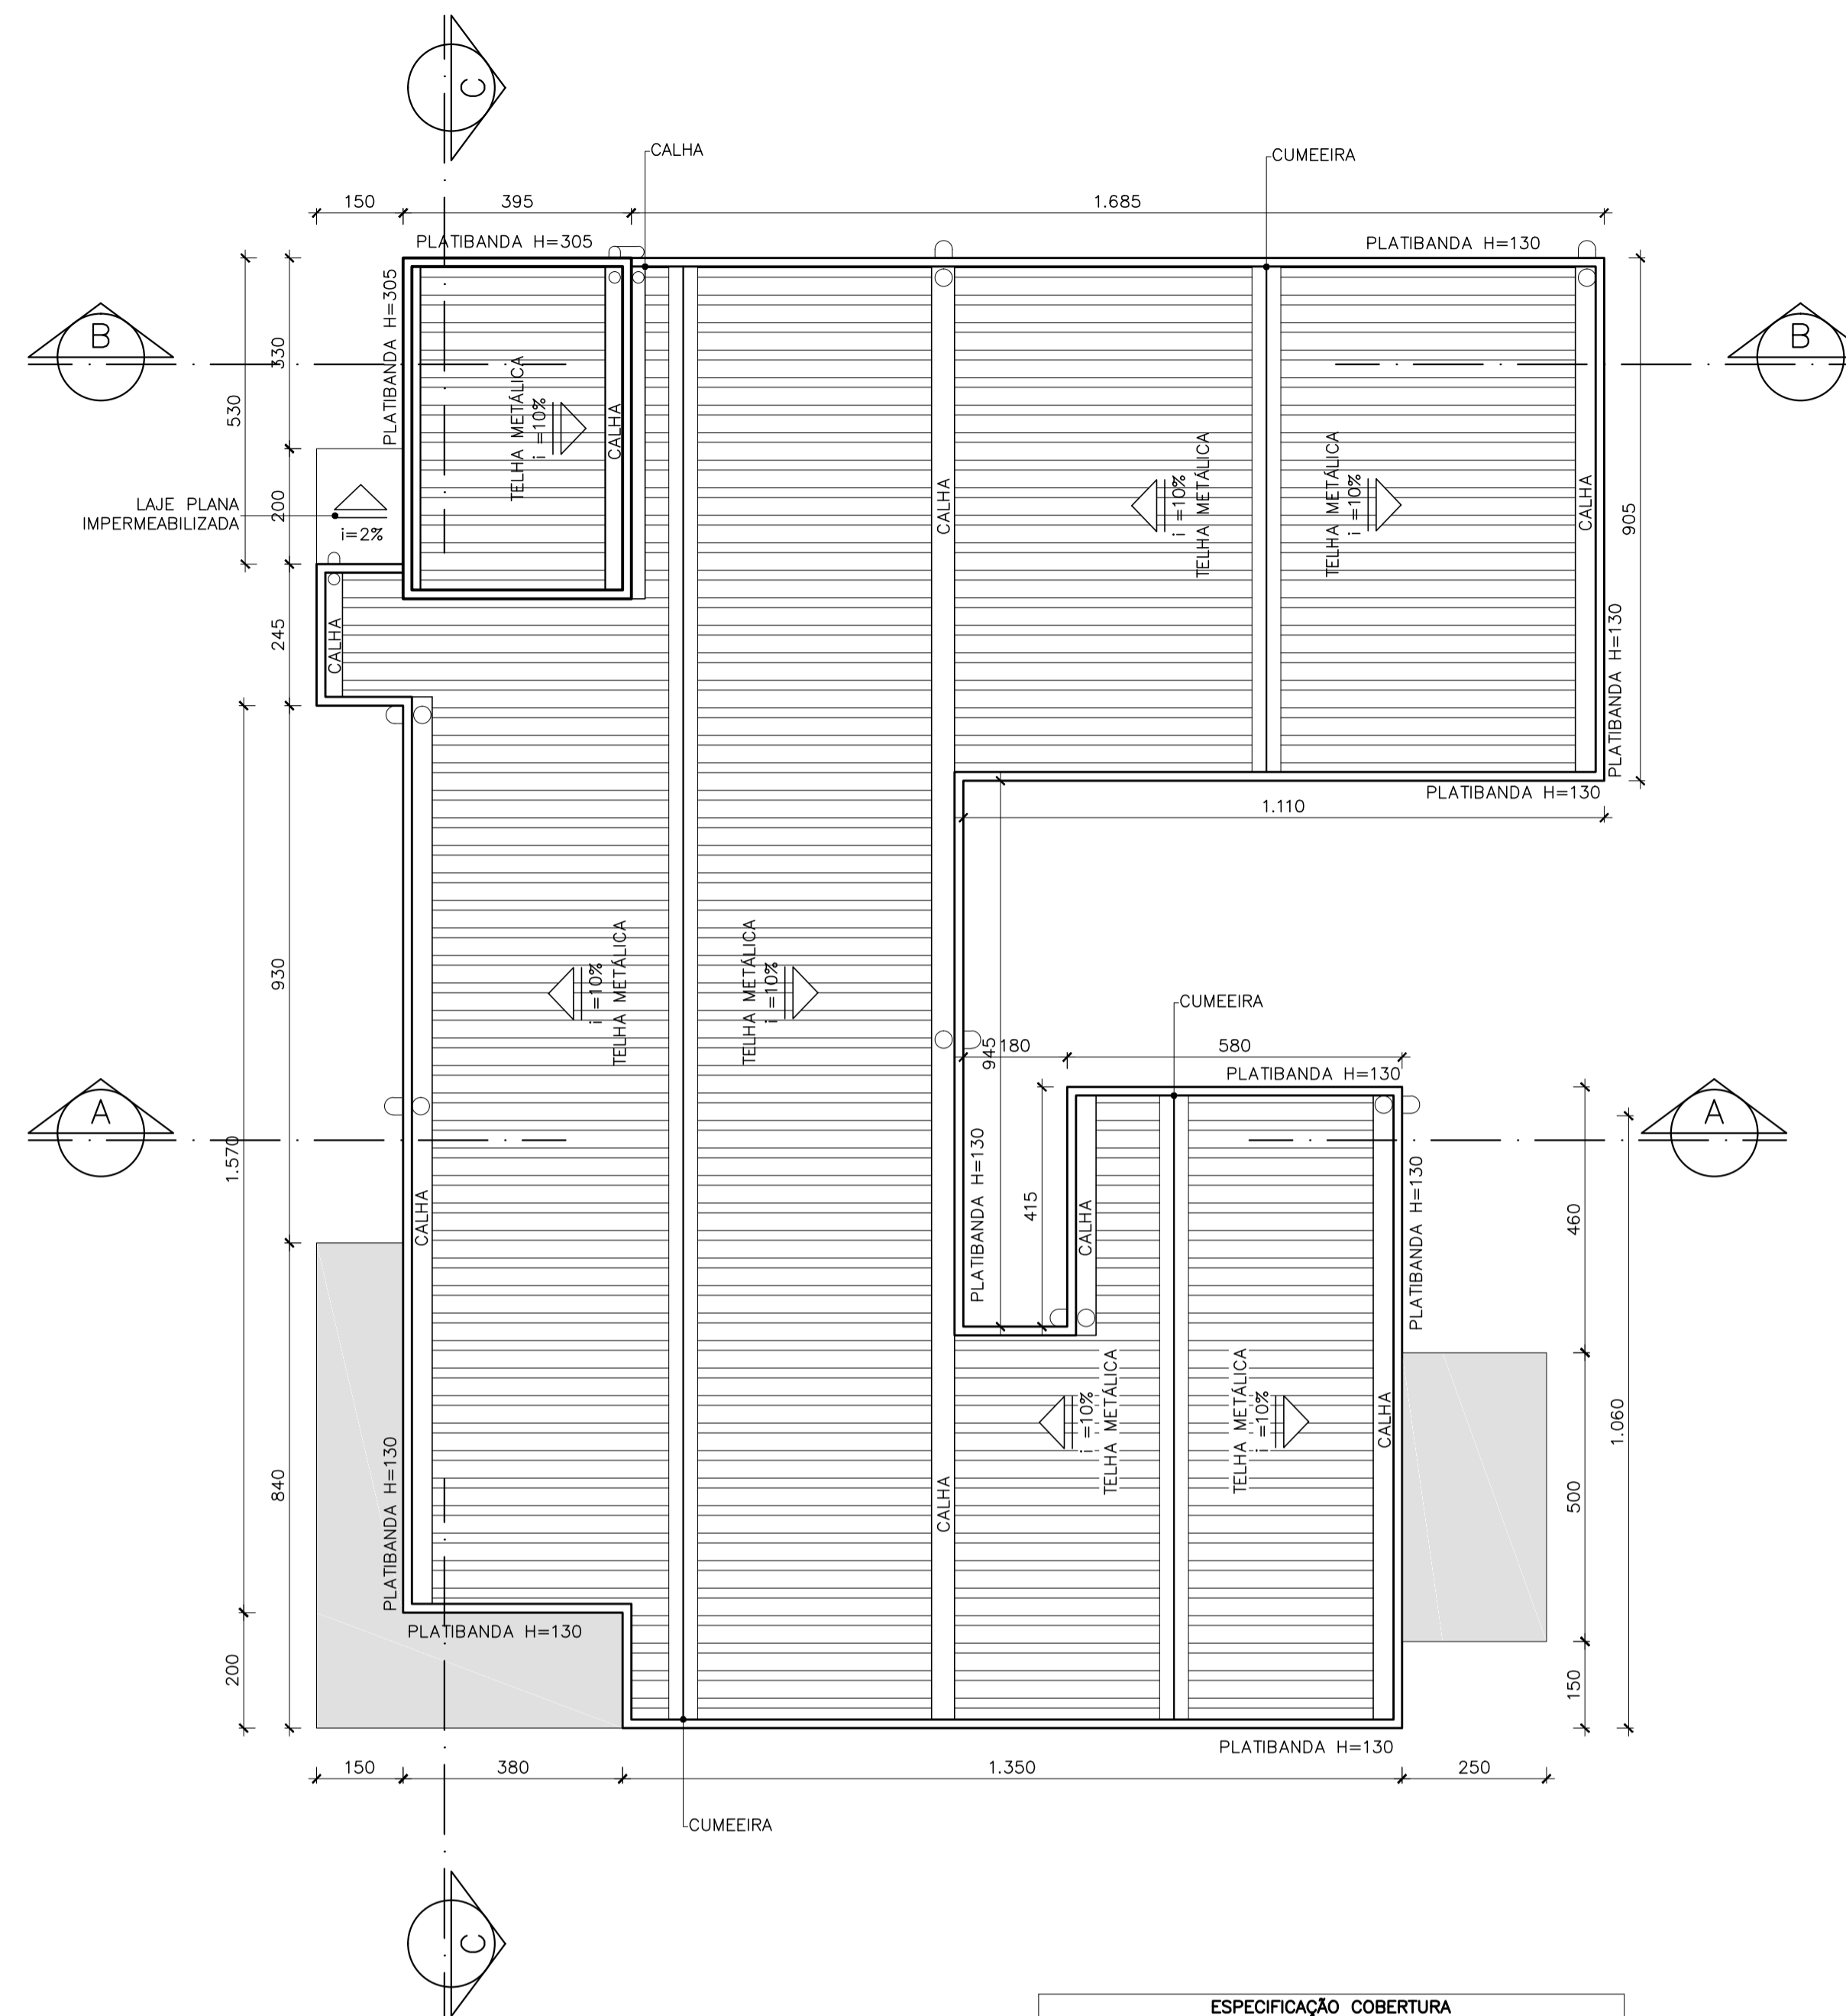 C
CALHA
CUMEEIRA
150
395
1.685
PLATIBANDA H=305
PLATIBANDA H=130
B
B
530
330
200
245
PLATIBANDA H=305
TELHA METÁLICA
i =10%
CALHA
CALHA
i =10%
TELHA METÁLICA
TELHA METÁLICA
i =10%
CALHA
905
LAJE PLANA
IMPERMEABILIZADA
i=2%
CALHA
PLATIBANDA H=130
PLATIBANDA H=130
1.110
930
i =10%
TELHA METÁLICA
TELHA METÁLICA
i =10%
CUMEEIRA
945
180
580
PLATIBANDA H=130
A
A
1.570
CALHA
PLATIBANDA H=130
415
CALHA
PLATIBANDA H=130
460
i =10%
TELHA METÁLICA
TELHA METÁLICA
i =10%
CALHA
500
1.060
840
PLATIBANDA H=130
CALHA
200
PLATIBANDA H=130
150
PLATIBANDA H=130
150
380
1.350
250
CUMEEIRA
C
ESPECIFICAÇÃO COBERTURA